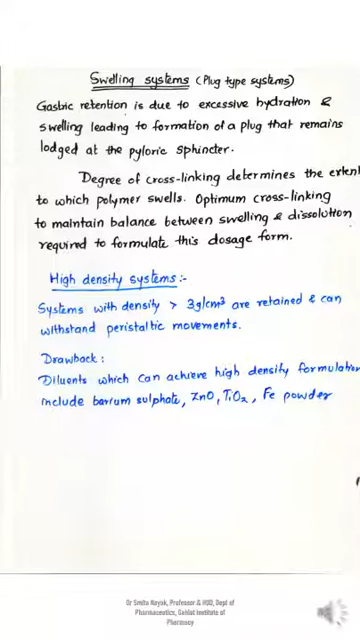 Swelling systems (Plug type systems)
Gastric retention is due to excessive hydration &
swelling leading to formation of a plug that remains
lodged at the pyloric sphincter.
Degree of cross-linking determines the extent
to which polymer swells. Optimum cross-linking
to maintain balance between swelling & dissolution
required to formulate this dosage form.
High density systems:-
Systems with density > 3g/cm³ are retained & can
withstand peristaltic movements.
Drawback:
Diluents which can achieve high density formulation
include barium sulphate, ZnO, TiO₂, Fe powder
Dr Smita Nayak, Professor & HOD, Dept of
Pharmaceutics, Gahlot Institute of
Pharmacy